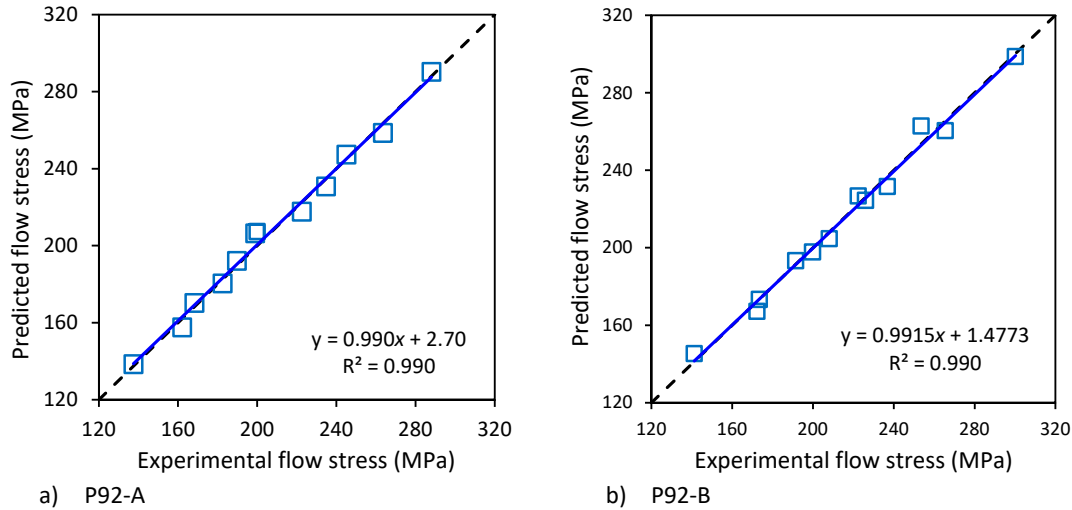 320
280
240
200
160
120
Predicted flow stress (MPa)
y = 0.990x + 2.70
R² = 0.990
120 160 200 240 280 320
Experimental flow stress (MPa)
a) P92-A
320
280
240
200
160
120
Predicted flow stress (MPa)
y = 0.9915x + 1.4773
R² = 0.990
120 160 200 240 280 320
Experimental flow stress (MPa)
b) P92-B